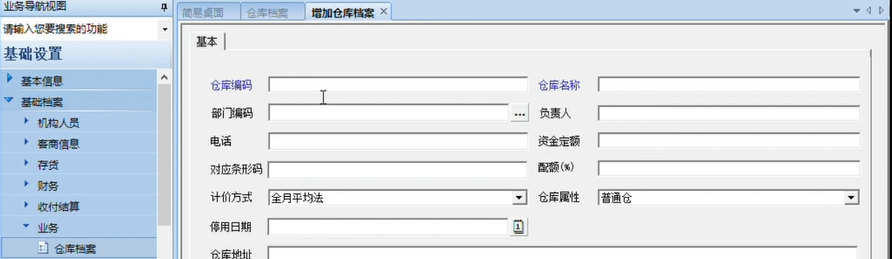 业务导航视图
简易桌面 仓库档案 增加仓库档案
请输入您要搜索的功能
基础设置
基本信息
基础档案
机构人员
客商信息
存货
财务
收付结算
业务
仓库档案
基本
仓库编码 仓库名称
部门编码 ... 负责人
电话 资金定额
对应条形码 配额(%)
计价方式 全月平均法 仓库属性 普通仓
停用日期 1
仓库地址